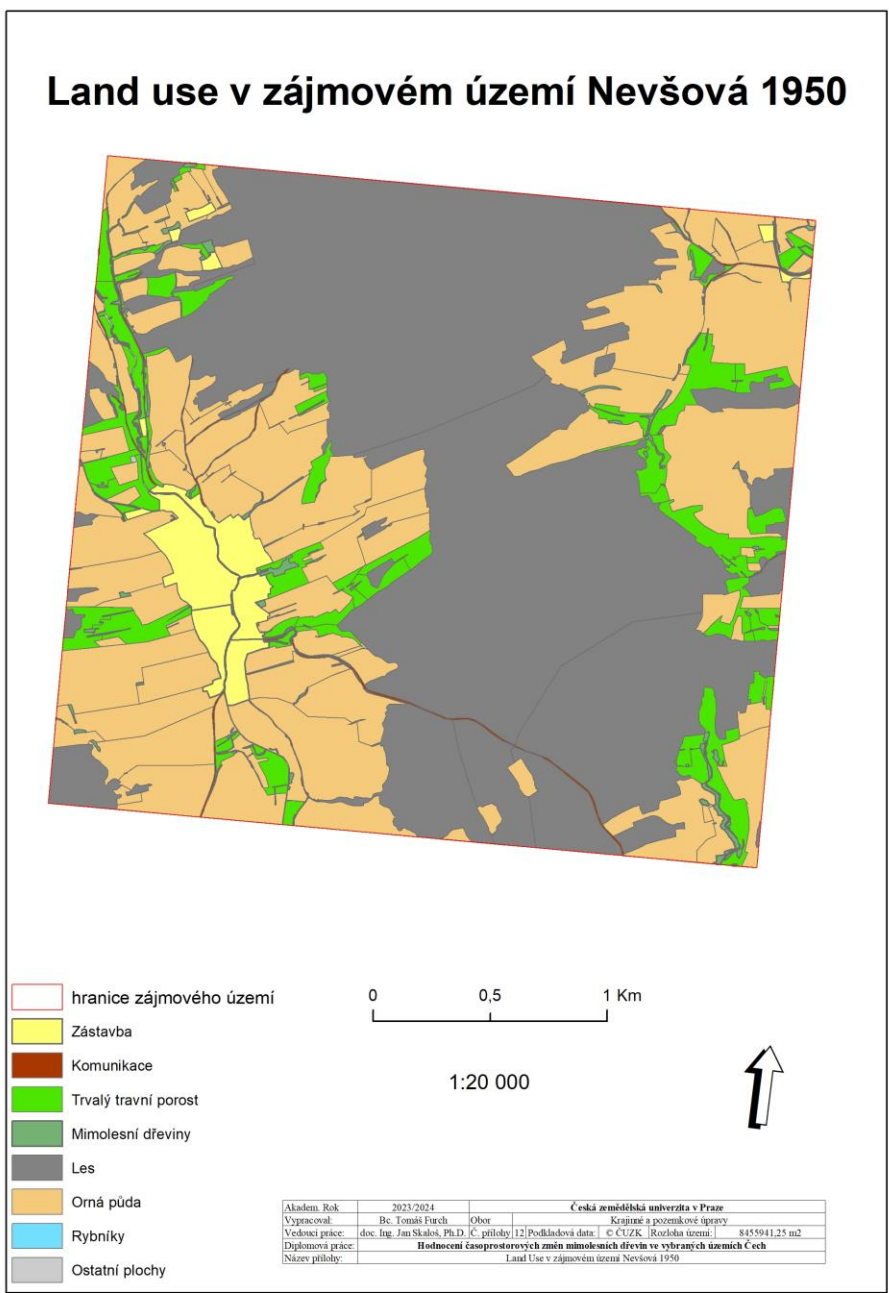 Land use v zájmovém území Nevšová 1950
hranice zájmového území
Zástavba
Komunikace
Trvalý travní porost
Mimolesní dřeviny
Les
Orná půda
Rybníky
Ostatní plochy
0 0,5 1 Km
1:20 000
Akadem. Rok 2023/2024 Česká zemědělská univerzita v Praze
Vypracoval: Bc. Tomáš Furch Obor Krajinné a pozemkové úpravy
Vedoucí práce: doc. Ing. Jan Skaloš, Ph.D. Č. přílohy 12 Podkladová data: © ČUZK Rozloha území: 8455941,25 m2
Diplomová práce: Hodnocení časoprostorových změn mimolesních dřevin ve vybraných územích Čech
Název přílohy: Land Use v zájmovém území Nevšová 1950